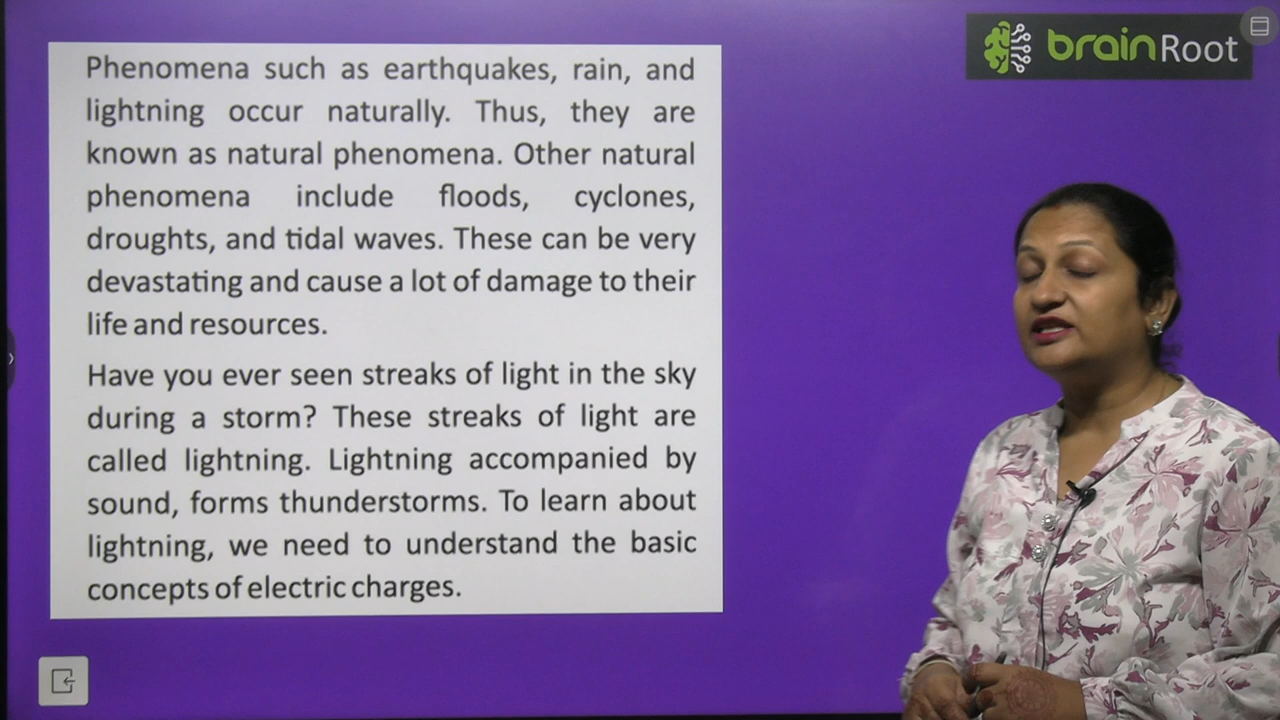 brainRoot
Phenomena such as earthquakes, rain, and
lightning occur naturally. Thus, they are
known as natural phenomena. Other natural
phenomena include floods, cyclones,
droughts, and tidal waves. These can be very
devastating and cause a lot of damage to their
life and resources.
Have you ever seen streaks of light in the sky
during a storm? These streaks of light are
called lightning. Lightning accompanied by
sound, forms thunderstorms. To learn about
lightning, we need to understand the basic
concepts of electric charges.